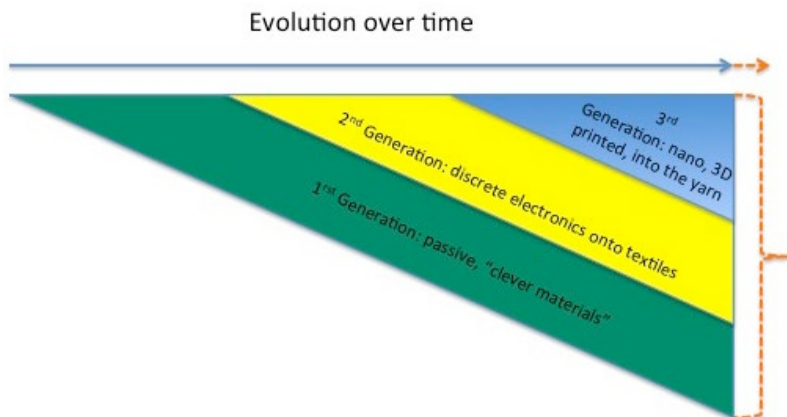 Evolution over time
3rd
Generation: nano, 3D
printed, into the yarn
2nd Generation: discrete electronics onto textiles
1rst Generation: passive, “clever materials”